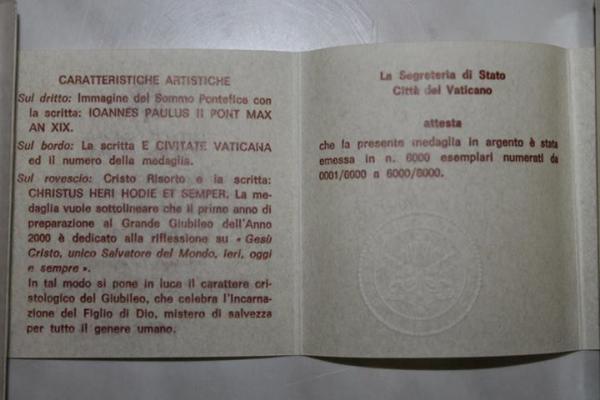 CARATTERISTICHE ARTISTICHE
Sul dritto: Immagine del Sommo Pontefice con
la scritta: IOANNES PAULUS II PONT MAX
AN XIX.
Sul bordo: La scritta E CIVITATE VATICANA
ed il numero della medaglia.
Sul rovescio: Cristo Risorto e la scritta:
CHRISTUS HERI HODIE ET SEMPER. La me-
daglia vuole sottolineare che il primo anno di
preparazione al Grande Giubileo dell'Anno
2000 è dedicato alla riflessione su « Gesù
Cristo, unico Salvatore del Mondo, ieri, oggi
e sempre ».
In tal modo si pone in luce il carattere cri-
stologico del Giubileo, che celebra l'Incarna-
zione del Figlio di Dio, mistero di salvezza
per tutto il genere umano.
La Segreteria di Stato
Città del Vaticano
attesta
che la presente medaglia in argento è stata
emessa in n. 6000 esemplari numerati da
0001/6000 a 6000/6000.